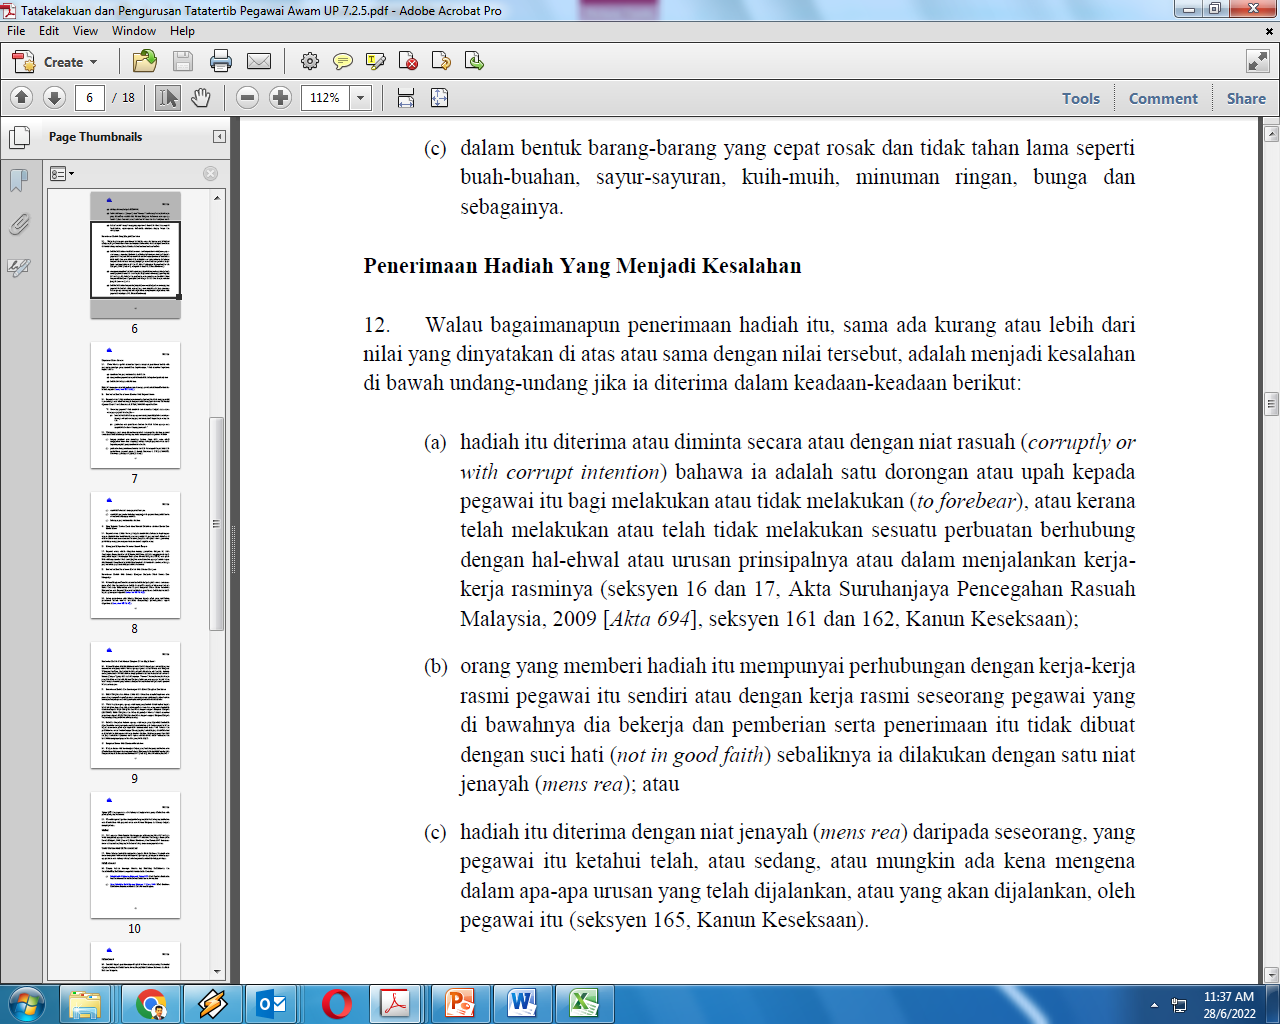 Tatakelakuan dan Pengurusan Tatatertib Pegawai Awam UP 7.2.5.pdf - Adobe Acrobat Pro
File Edit View Window Help
Create
6 / 18 112% Tools Comment Share
Page Thumbnails
6
7
8
9
10
(c) dalam bentuk barang-barang yang cepat rosak dan tidak tahan lama seperti
buah-buahan, sayur-sayuran, kuih-muih, minuman ringan, bunga dan
sebagainya.
Penerimaan Hadiah Yang Menjadi Kesalahan
12. Walau bagaimanapun penerimaan hadiah itu, sama ada kurang atau lebih dari
nilai yang dinyatakan di atas atau sama dengan nilai tersebut, adalah menjadi kesalahan
di bawah undang-undang jika ia diterima dalam keadaan-keadaan berikut:
(a) hadiah itu diterima atau diminta secara atau dengan niat rasuah (corruptly or
with corrupt intention) bahawa ia adalah satu dorongan atau upah kepada
pegawai itu bagi melakukan atau tidak melakukan (to forebear), atau kerana
telah melakukan atau telah tidak melakukan sesuatu perbuatan berhubung
dengan hal-ehwal atau urusan prinsipalnya atau dalam menjalankan kerja-
kerja rasminya (seksyen 16 dan 17, Akta Suruhanjaya Pencegahan Rasuah
Malaysia, 2009 [Akta 694], seksyen 161 dan 162, Kanun Keseksaan);
(b) orang yang memberi hadiah itu mempunyai perhubungan dengan kerja-kerja
rasmi pegawai itu sendiri atau dengan kerja rasmi seseorang pegawai yang
di bawahnya dia bekerja dan pemberian serta penerimaan itu tidak dibuat
dengan suci hati (not in good faith) sebaliknya ia dilakukan dengan satu niat
jenayah (mens rea); atau
(c) hadiah itu diterima dengan niat jenayah (mens rea) daripada seseorang, yang
pegawai itu ketahui telah, atau sedang, atau mungkin ada kena mengena
dalam apa-apa urusan yang telah dijalankan, atau yang akan dijalankan, oleh
pegawai itu (seksyen 165, Kanun Keseksaan).
11:37 AM
28/6/2022